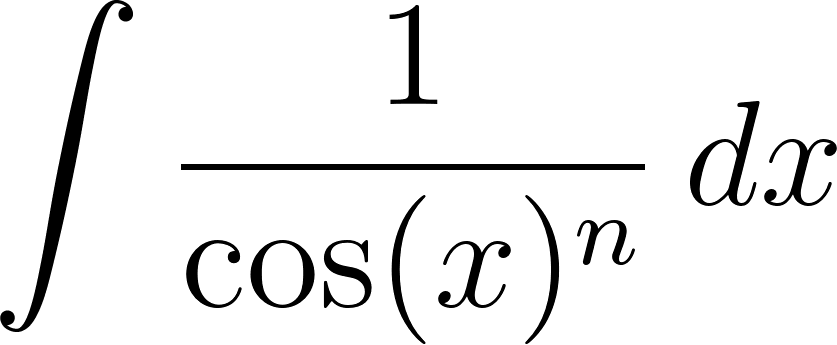 ∫ 1/cos(x)ⁿ dx